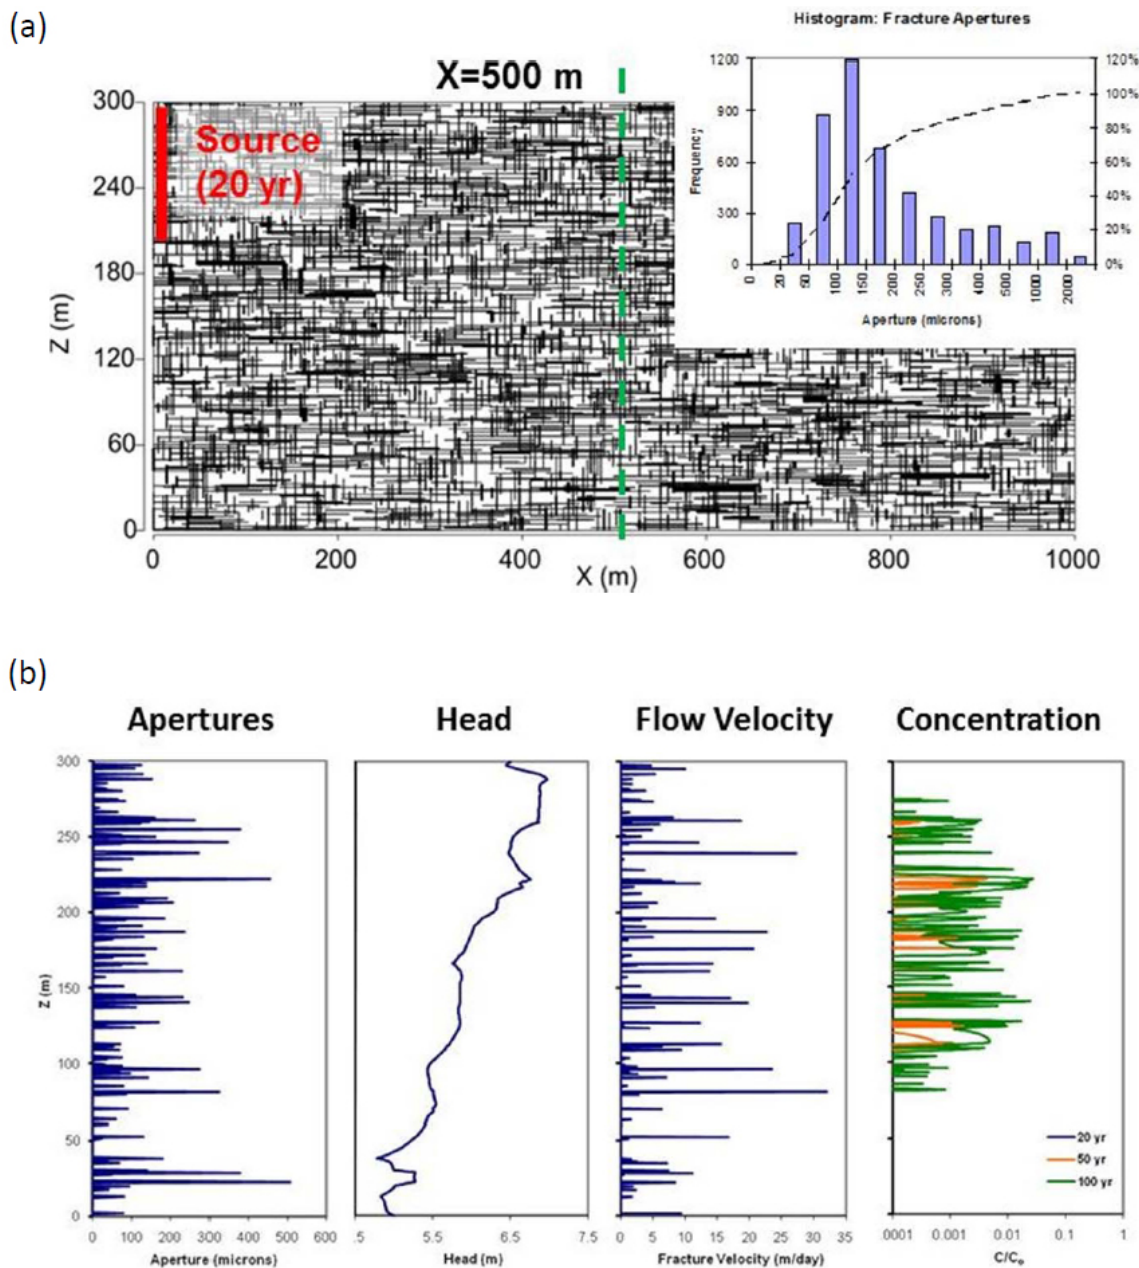 (a)
Histogram: Fracture Apertures
X=500 m
Source
(20 yr)
300
240
180
120
60
0
Z (m)
0
200
400
600
800
1000
X (m)
1200
900
600
300
0
Frequency
120%
100%
80%
60%
40%
20%
0%
0
20
50
100
150
200
250
300
400
500
1000
2000
Aperture (microns)
(b)
Apertures
Head
Flow Velocity
Concentration
300
250
200
150
100
50
0
Z (m)
0 100 200 300 400 500 600
Aperture (microns)
.5 5.5 6.5 7.5
Head (m)
0 5 10 15 20 25 30 35
Fracture Velocity (m/day)
20 yr
50 yr
100 yr
0001 0.001 0.01 0.1 1
C/Cₒ